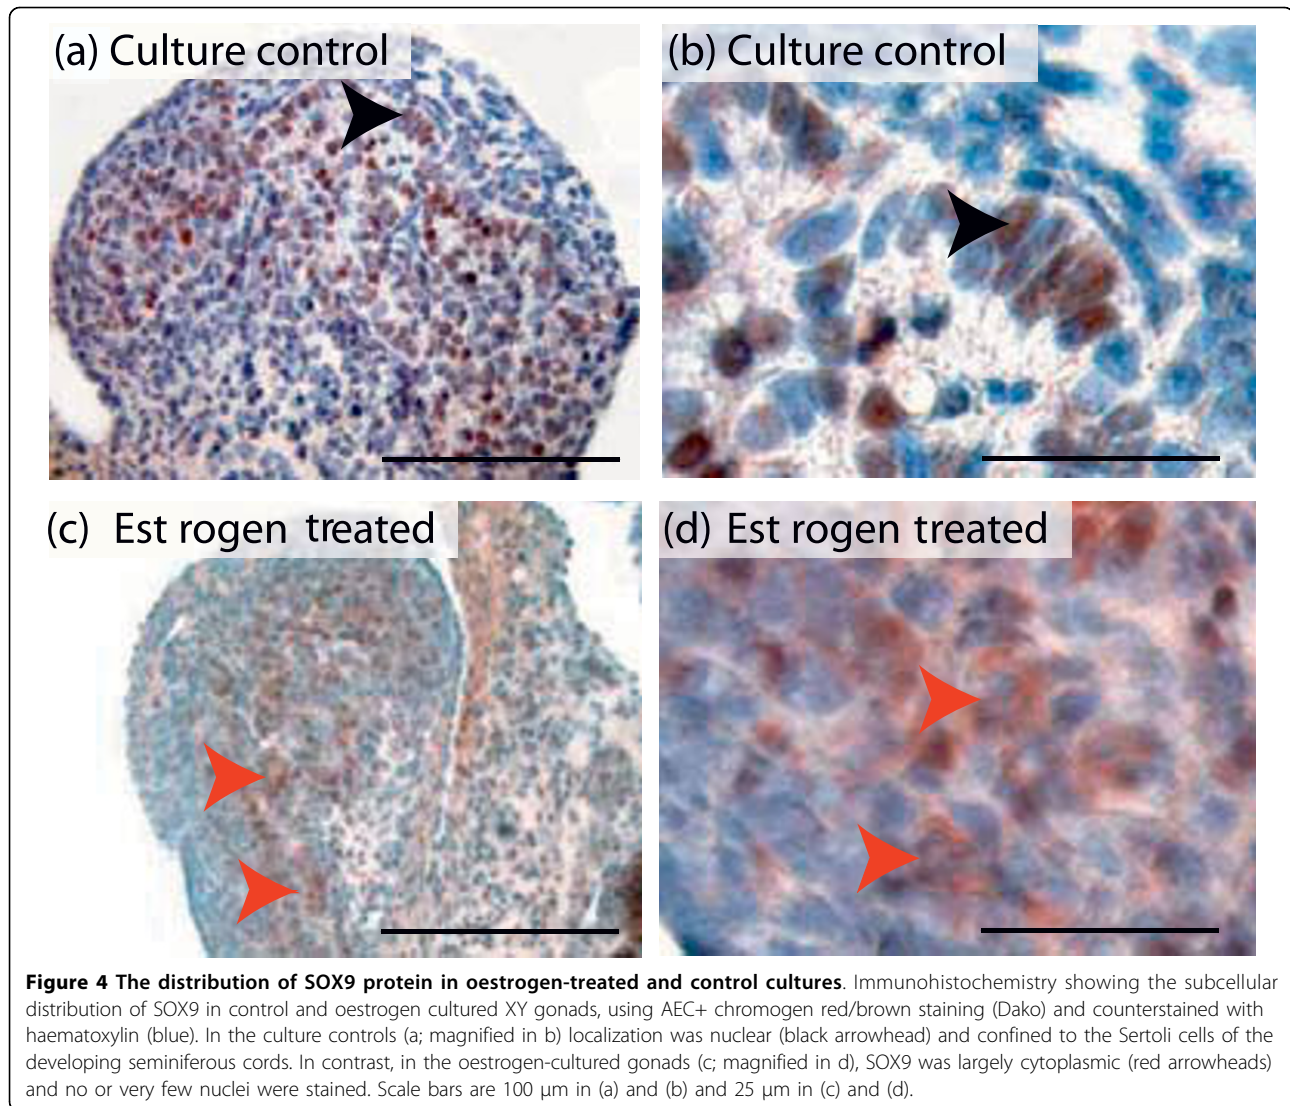 (a) Culture control
(b) Culture control
(c) Est rogen treated
(d) Est rogen treated
Figure 4 The distribution of SOX9 protein in oestrogen-treated and control cultures. Immunohistochemistry showing the subcellular
distribution of SOX9 in control and oestrogen cultured XY gonads, using AEC+ chromogen red/brown staining (Dako) and counterstained with
haematoxylin (blue). In the culture controls (a; magnified in b) localization was nuclear (black arrowhead) and confined to the Sertoli cells of the
developing seminiferous cords. In contrast, in the oestrogen-cultured gonads (c; magnified in d), SOX9 was largely cytoplasmic (red arrowheads)
and no or very few nuclei were stained. Scale bars are 100 μm in (a) and (b) and 25 μm in (c) and (d).